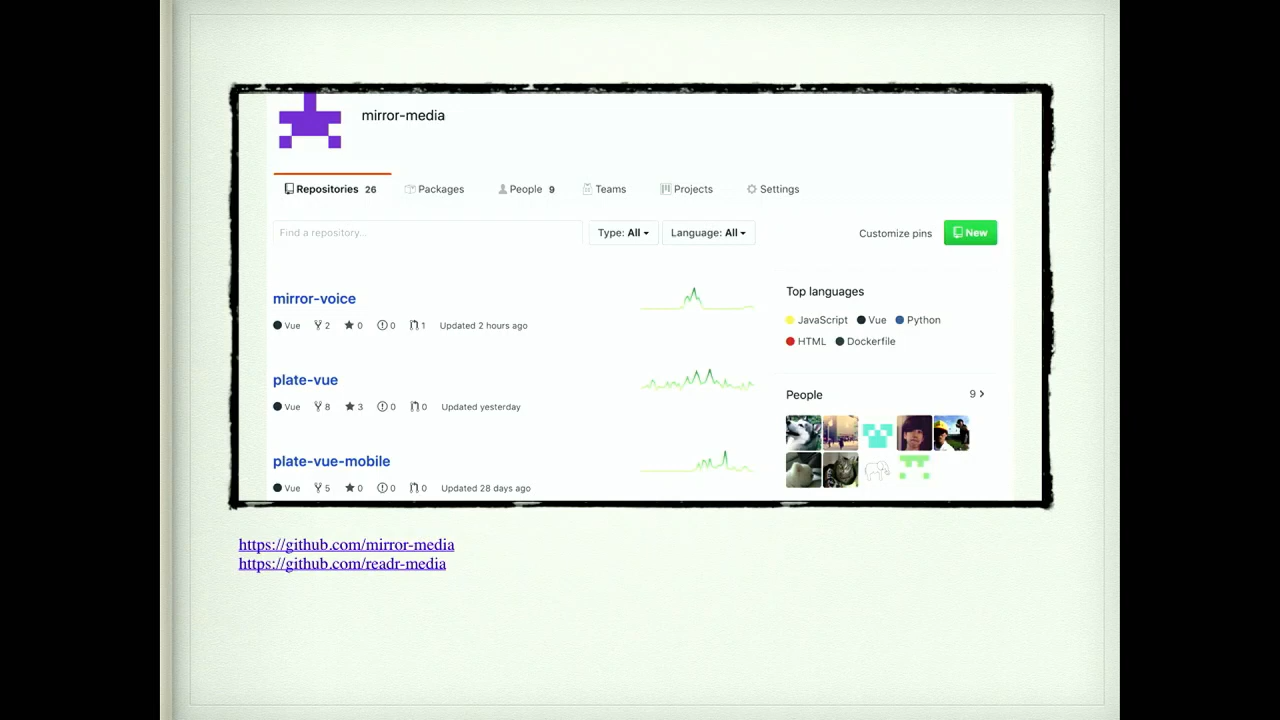 mirror-media
Repositories 26 Packages People 9 Teams Projects Settings
Find a repository... Type: All Language: All Customize pins New
mirror-voice
Vue 2 0 0 1 Updated 2 hours ago
plate-vue
Vue 8 3 0 0 Updated yesterday
plate-vue-mobile
Vue 5 0 0 0 Updated 28 days ago
Top languages
JavaScript Vue Python
HTML Dockerfile
People 9
https://github.com/mirror-media
https://github.com/readr-media